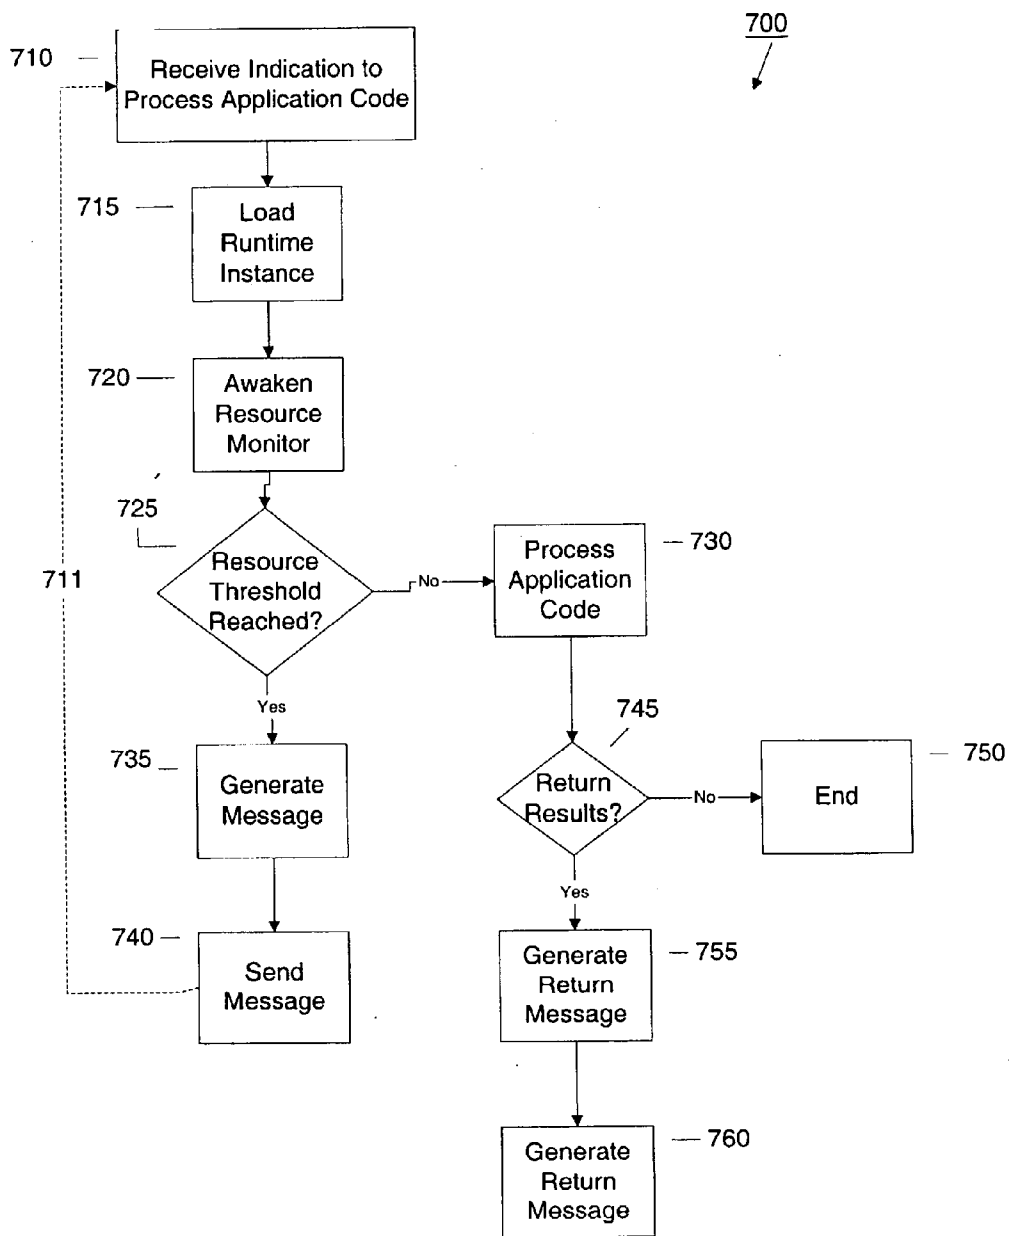 700
710
Receive Indication to
Process Application Code
715
Load
Runtime
Instance
720
Awaken
Resource
Monitor
725
Resource
Threshold
Reached?
No
Process
Application
Code
730
711
Yes
745
735
Generate
Message
Return
Results?
No
End
750
Yes
740
Send
Message
Generate
Return
Message
755
Generate
Return
Message
760